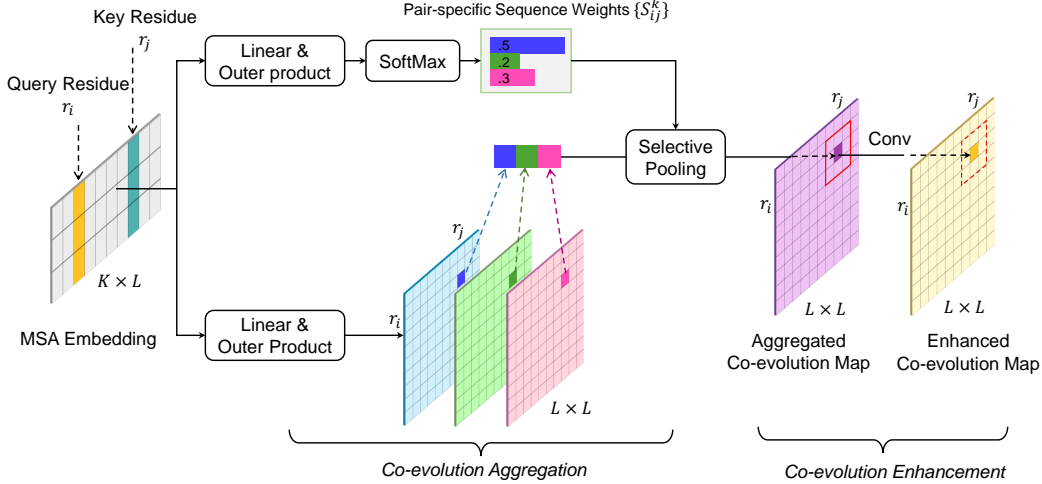 Pair-specific Sequence Weights {S_{ij}^k}
Key Residue
r_j
Query Residue
r_i
Linear &
Outer product
SoftMax
.5
.2
.3
K × L
MSA Embedding
Linear &
Outer Product
r_j
r_i
L × L
Selective
Pooling
r_j
r_i
L × L
Aggregated
Co-evolution Map
Conv
r_j
r_i
L × L
Enhanced
Co-evolution Map
Co-evolution Aggregation
Co-evolution Enhancement